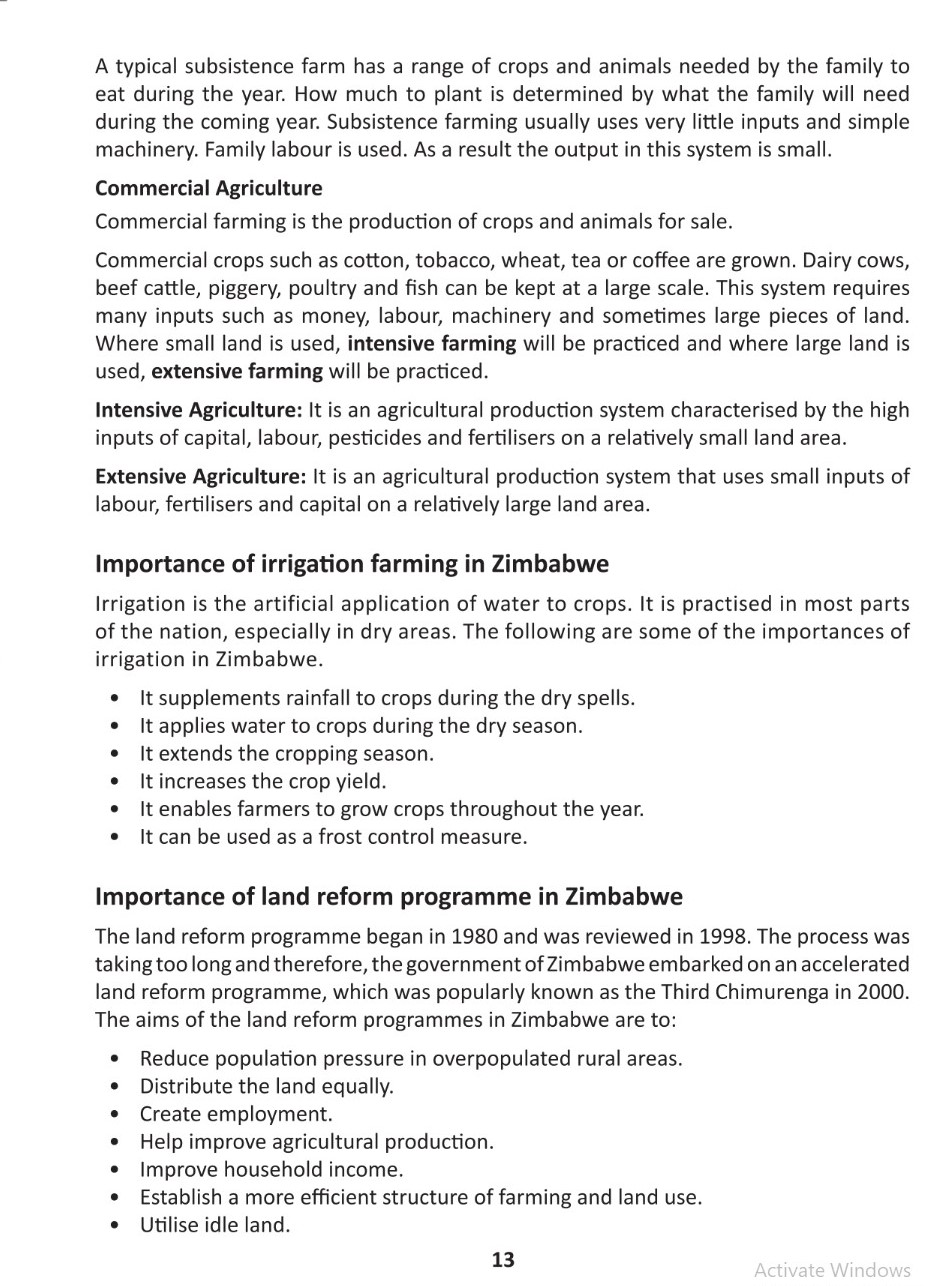 A typical subsistence farm has a range of crops and animals needed by the family to
eat during the year. How much to plant is determined by what the family will need
during the coming year. Subsistence farming usually uses very little inputs and simple
machinery. Family labour is used. As a result the output in this system is small.
Commercial Agriculture
Commercial farming is the production of crops and animals for sale.
Commercial crops such as cotton, tobacco, wheat, tea or coffee are grown. Dairy cows,
beef cattle, piggery, poultry and fish can be kept at a large scale. This system requires
many inputs such as money, labour, machinery and sometimes large pieces of land.
Where small land is used, intensive farming will be practiced and where large land is
used, extensive farming will be practiced.
Intensive Agriculture: It is an agricultural production system characterised by the high
inputs of capital, labour, pesticides and fertilisers on a relatively small land area.
Extensive Agriculture: It is an agricultural production system that uses small inputs of
labour, fertilisers and capital on a relatively large land area.
Importance of irrigation farming in Zimbabwe
Irrigation is the artificial application of water to crops. It is practised in most parts
of the nation, especially in dry areas. The following are some of the importances of
irrigation in Zimbabwe.
• It supplements rainfall to crops during the dry spells.
• It applies water to crops during the dry season.
• It extends the cropping season.
• It increases the crop yield.
• It enables farmers to grow crops throughout the year.
• It can be used as a frost control measure.
Importance of land reform programme in Zimbabwe
The land reform programme began in 1980 and was reviewed in 1998. The process was
taking too long and therefore, the government of Zimbabwe embarked on an accelerated
land reform programme, which was popularly known as the Third Chimurenga in 2000.
The aims of the land reform programmes in Zimbabwe are to:
• Reduce population pressure in overpopulated rural areas.
• Distribute the land equally.
• Create employment.
• Help improve agricultural production.
• Improve household income.
• Establish a more efficient structure of farming and land use.
• Utilise idle land.
13
Activate Windows